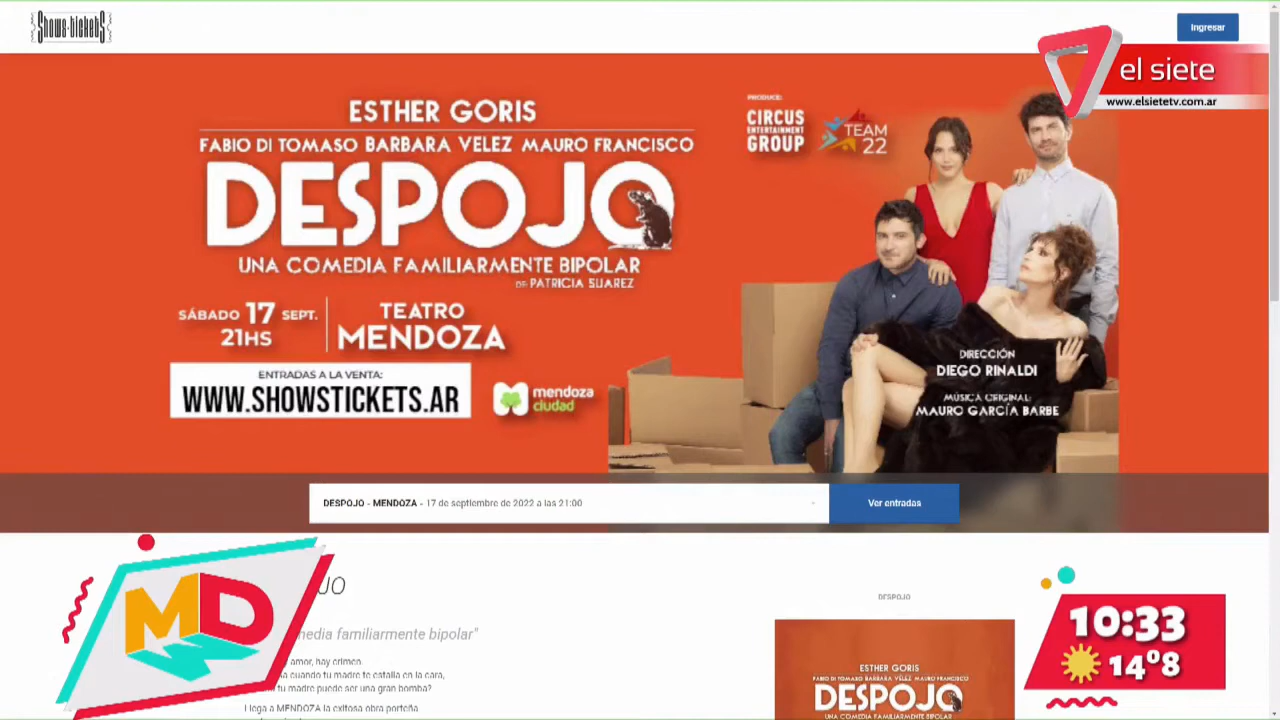 Shows-tickets
Ingresar
el siete
www.elsietetv.com.ar
ESTHER GORIS
FABIO DI TOMASO BARBARA VELEZ MAURO FRANCISCO
DESPOJO
UNA COMEDIA FAMILIARMENTE BIPOLAR
DE PATRICIA SUAREZ
PRODUCE:
CIRCUS
ENTERTAINMENT
GROUP
TEAM
22
SÁBADO 17 SEPT.
21HS
TEATRO
MENDOZA
ENTRADAS A LA VENTA:
WWW.SHOWSTICKETS.AR
mendoza
ciudad
DIRECCIÓN
DIEGO RINALDI
MÚSICA ORIGINAL:
MAURO GARCÍA BARBE
DESPOJO - MENDOZA - 17 de septiembre de 2022 a las 21:00
Ver entradas
JO
media familiarmente bipolar"
amor, hay crimen.
cuando tu madre te estalla en la cara,
tu madre puede ser una gran bomba?
Llega a MENDOZA la exitosa obra porteña
MD
DESPOJO
ESTHER GORIS
FABIO DI TOMASO BARBARA VELEZ MAURO FRANCISCO
DESPOJO
UNA COMEDIA FAMILIARMENTE BIPOLAR
10:33
14º8